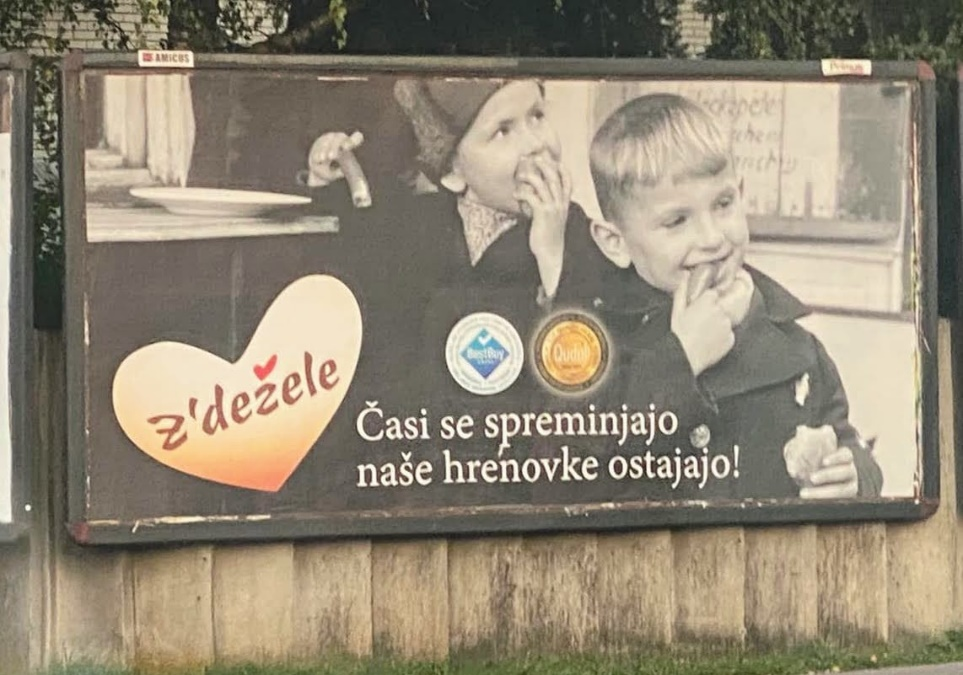 AMICUS
z'dežele
BestBuy
Qudal
Časi se spreminjajo
naše hrenovke ostajajo!